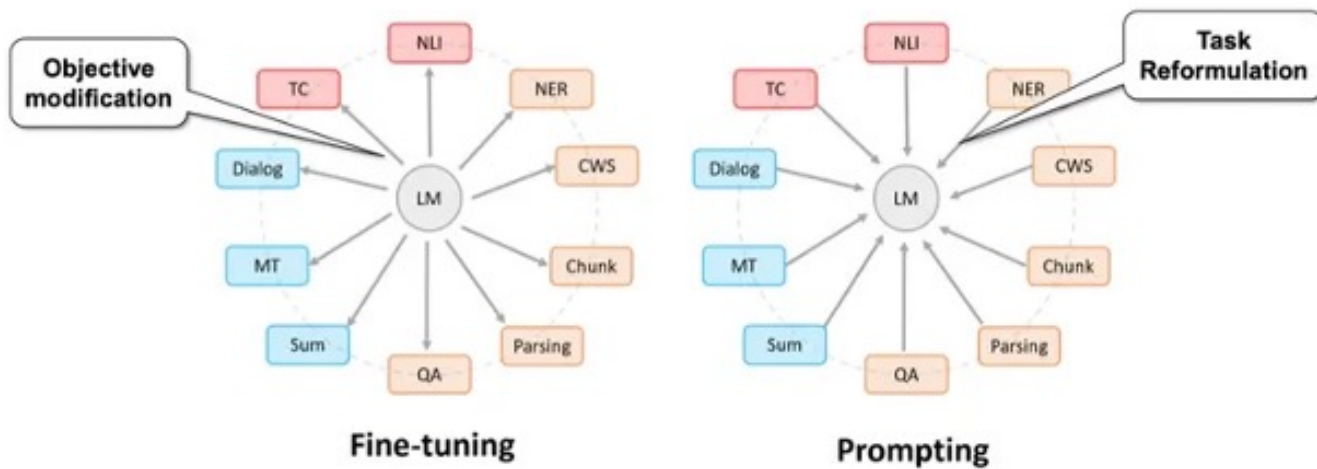 Objective
modification
NLI
TC
NER
Dialog
CWS
LM
MT
Chunk
Sum
Parsing
QA
Fine-tuning
Task
Reformulation
NLI
TC
NER
Dialog
CWS
LM
MT
Chunk
Sum
Parsing
QA
Prompting